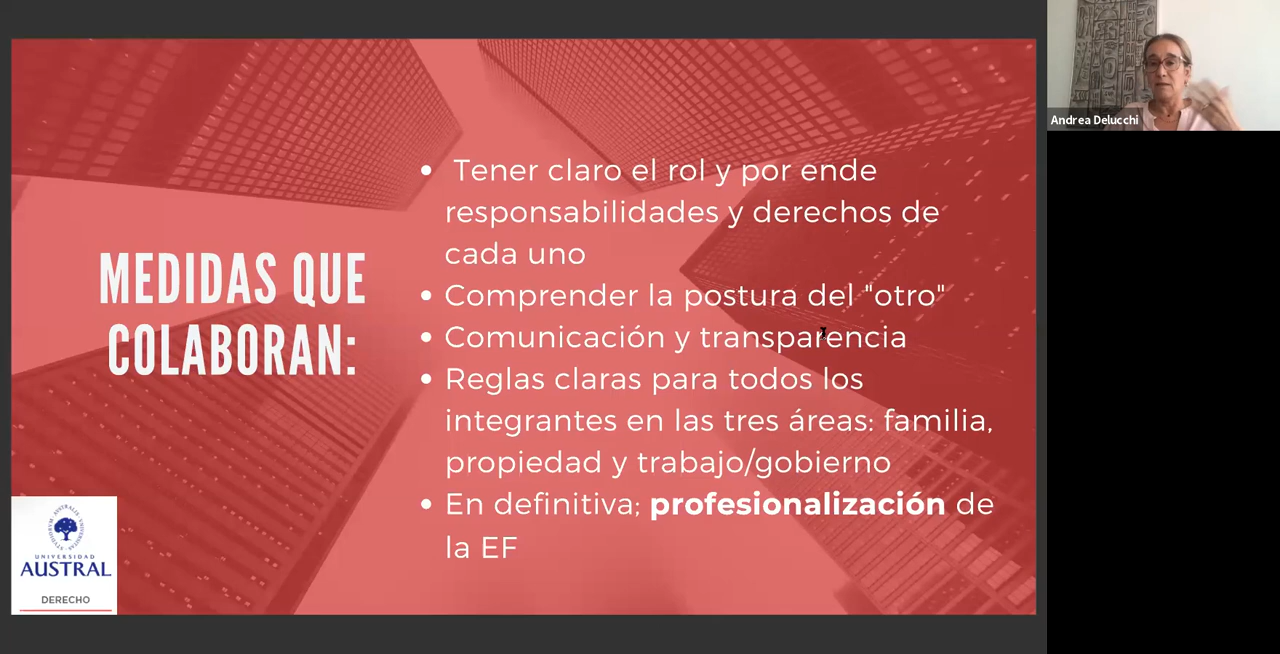 MEDIDAS QUE
COLABORAN:
• Tener claro el rol y por ende
responsabilidades y derechos de
cada uno
• Comprender la postura del "otro"
• Comunicación y transparencia
• Reglas claras para todos los
integrantes en las tres áreas: familia,
propiedad y trabajo/gobierno
• En definitiva; profesionalización de
la EF
UNIVERSIDAD
AUSTRAL
DERECHO
Andrea Delucchi